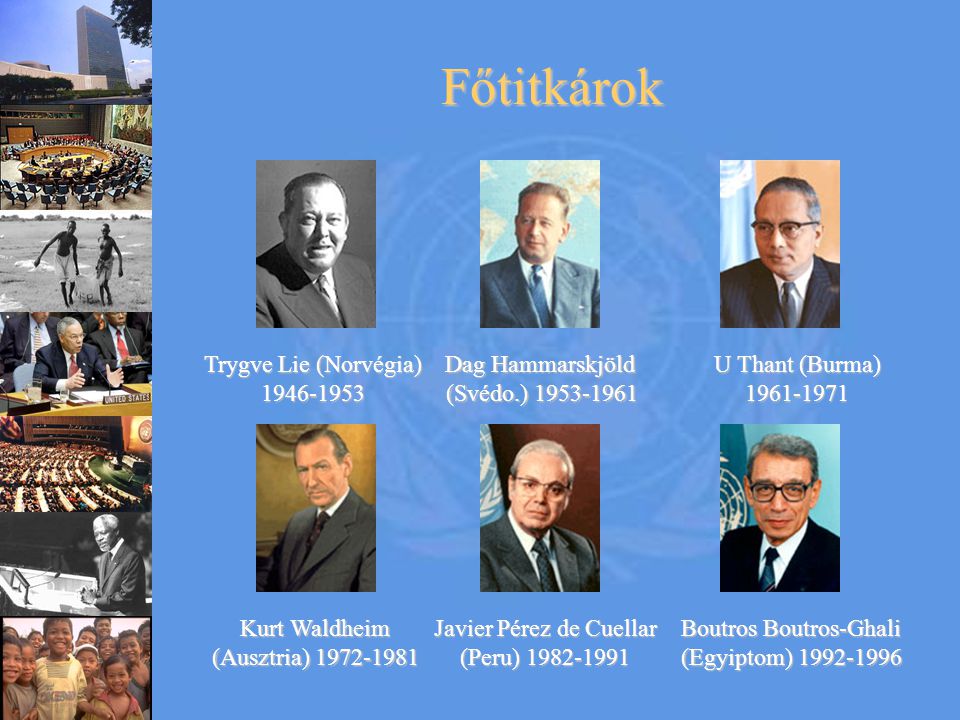 Főtitkárok
Trygve Lie (Norvégia)
1946-1953
Dag Hammarskjöld
(Svédo.) 1953-1961
U Thant (Burma)
1961-1971
Kurt Waldheim
(Ausztria) 1972-1981
Javier Pérez de Cuellar
(Peru) 1982-1991
Boutros Boutros-Ghali
(Egyiptom) 1992-1996
UNITED STATES